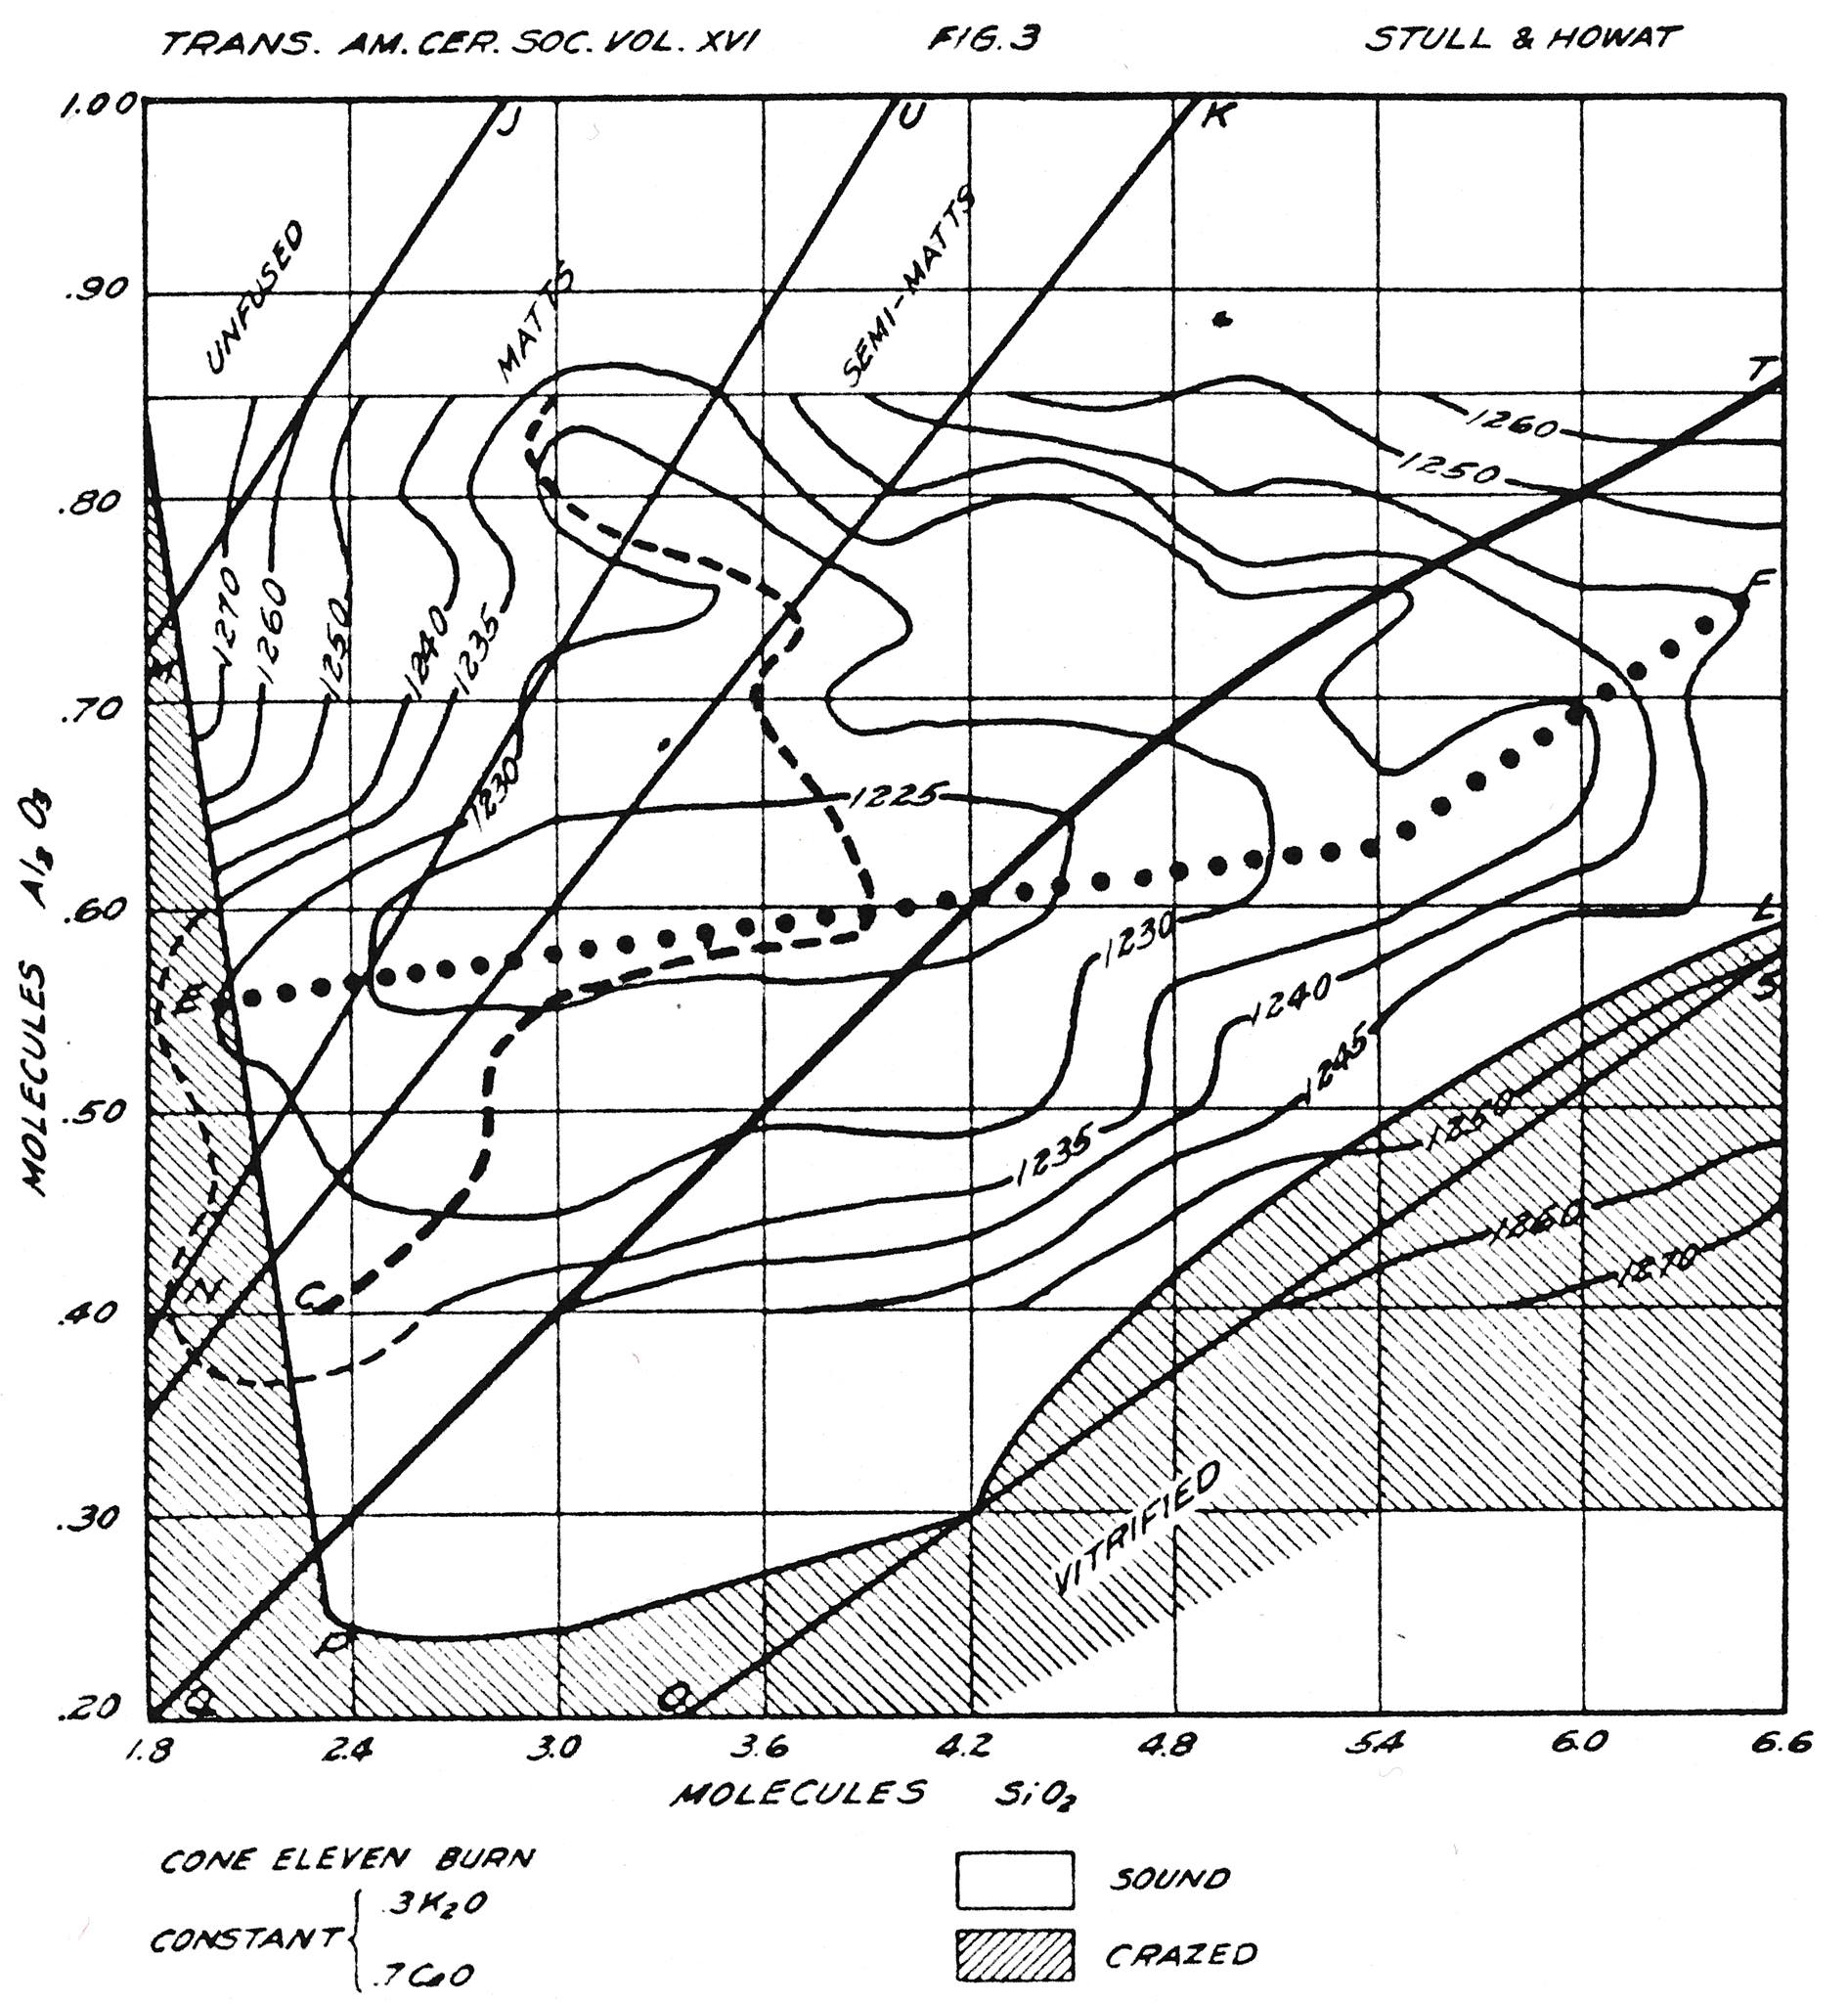 TRANS. AM. CER. SOC. VOL. XVI FIG. 3 STULL & HOWAT
1.00
J
U
K
UNFUSED
MATTS
SEMI-MATTS
.90
T
1260
1250
.80
F
1270
1260
1250
1240
1235
.70
1230
1225
MOLECULES Al2O3
.60
L
1230
E
1240
S
1245
.50
1250
1235
1260
1270
N
C
.40
.30
VITRIFIED
P
.20
1.8 2.4 3.0 3.6 4.2 4.8 5.4 6.0 6.6
MOLECULES SiO2
CONE ELEVEN BURN
CONSTANT { .3K2O
.7CaO
SOUND
CRAZED